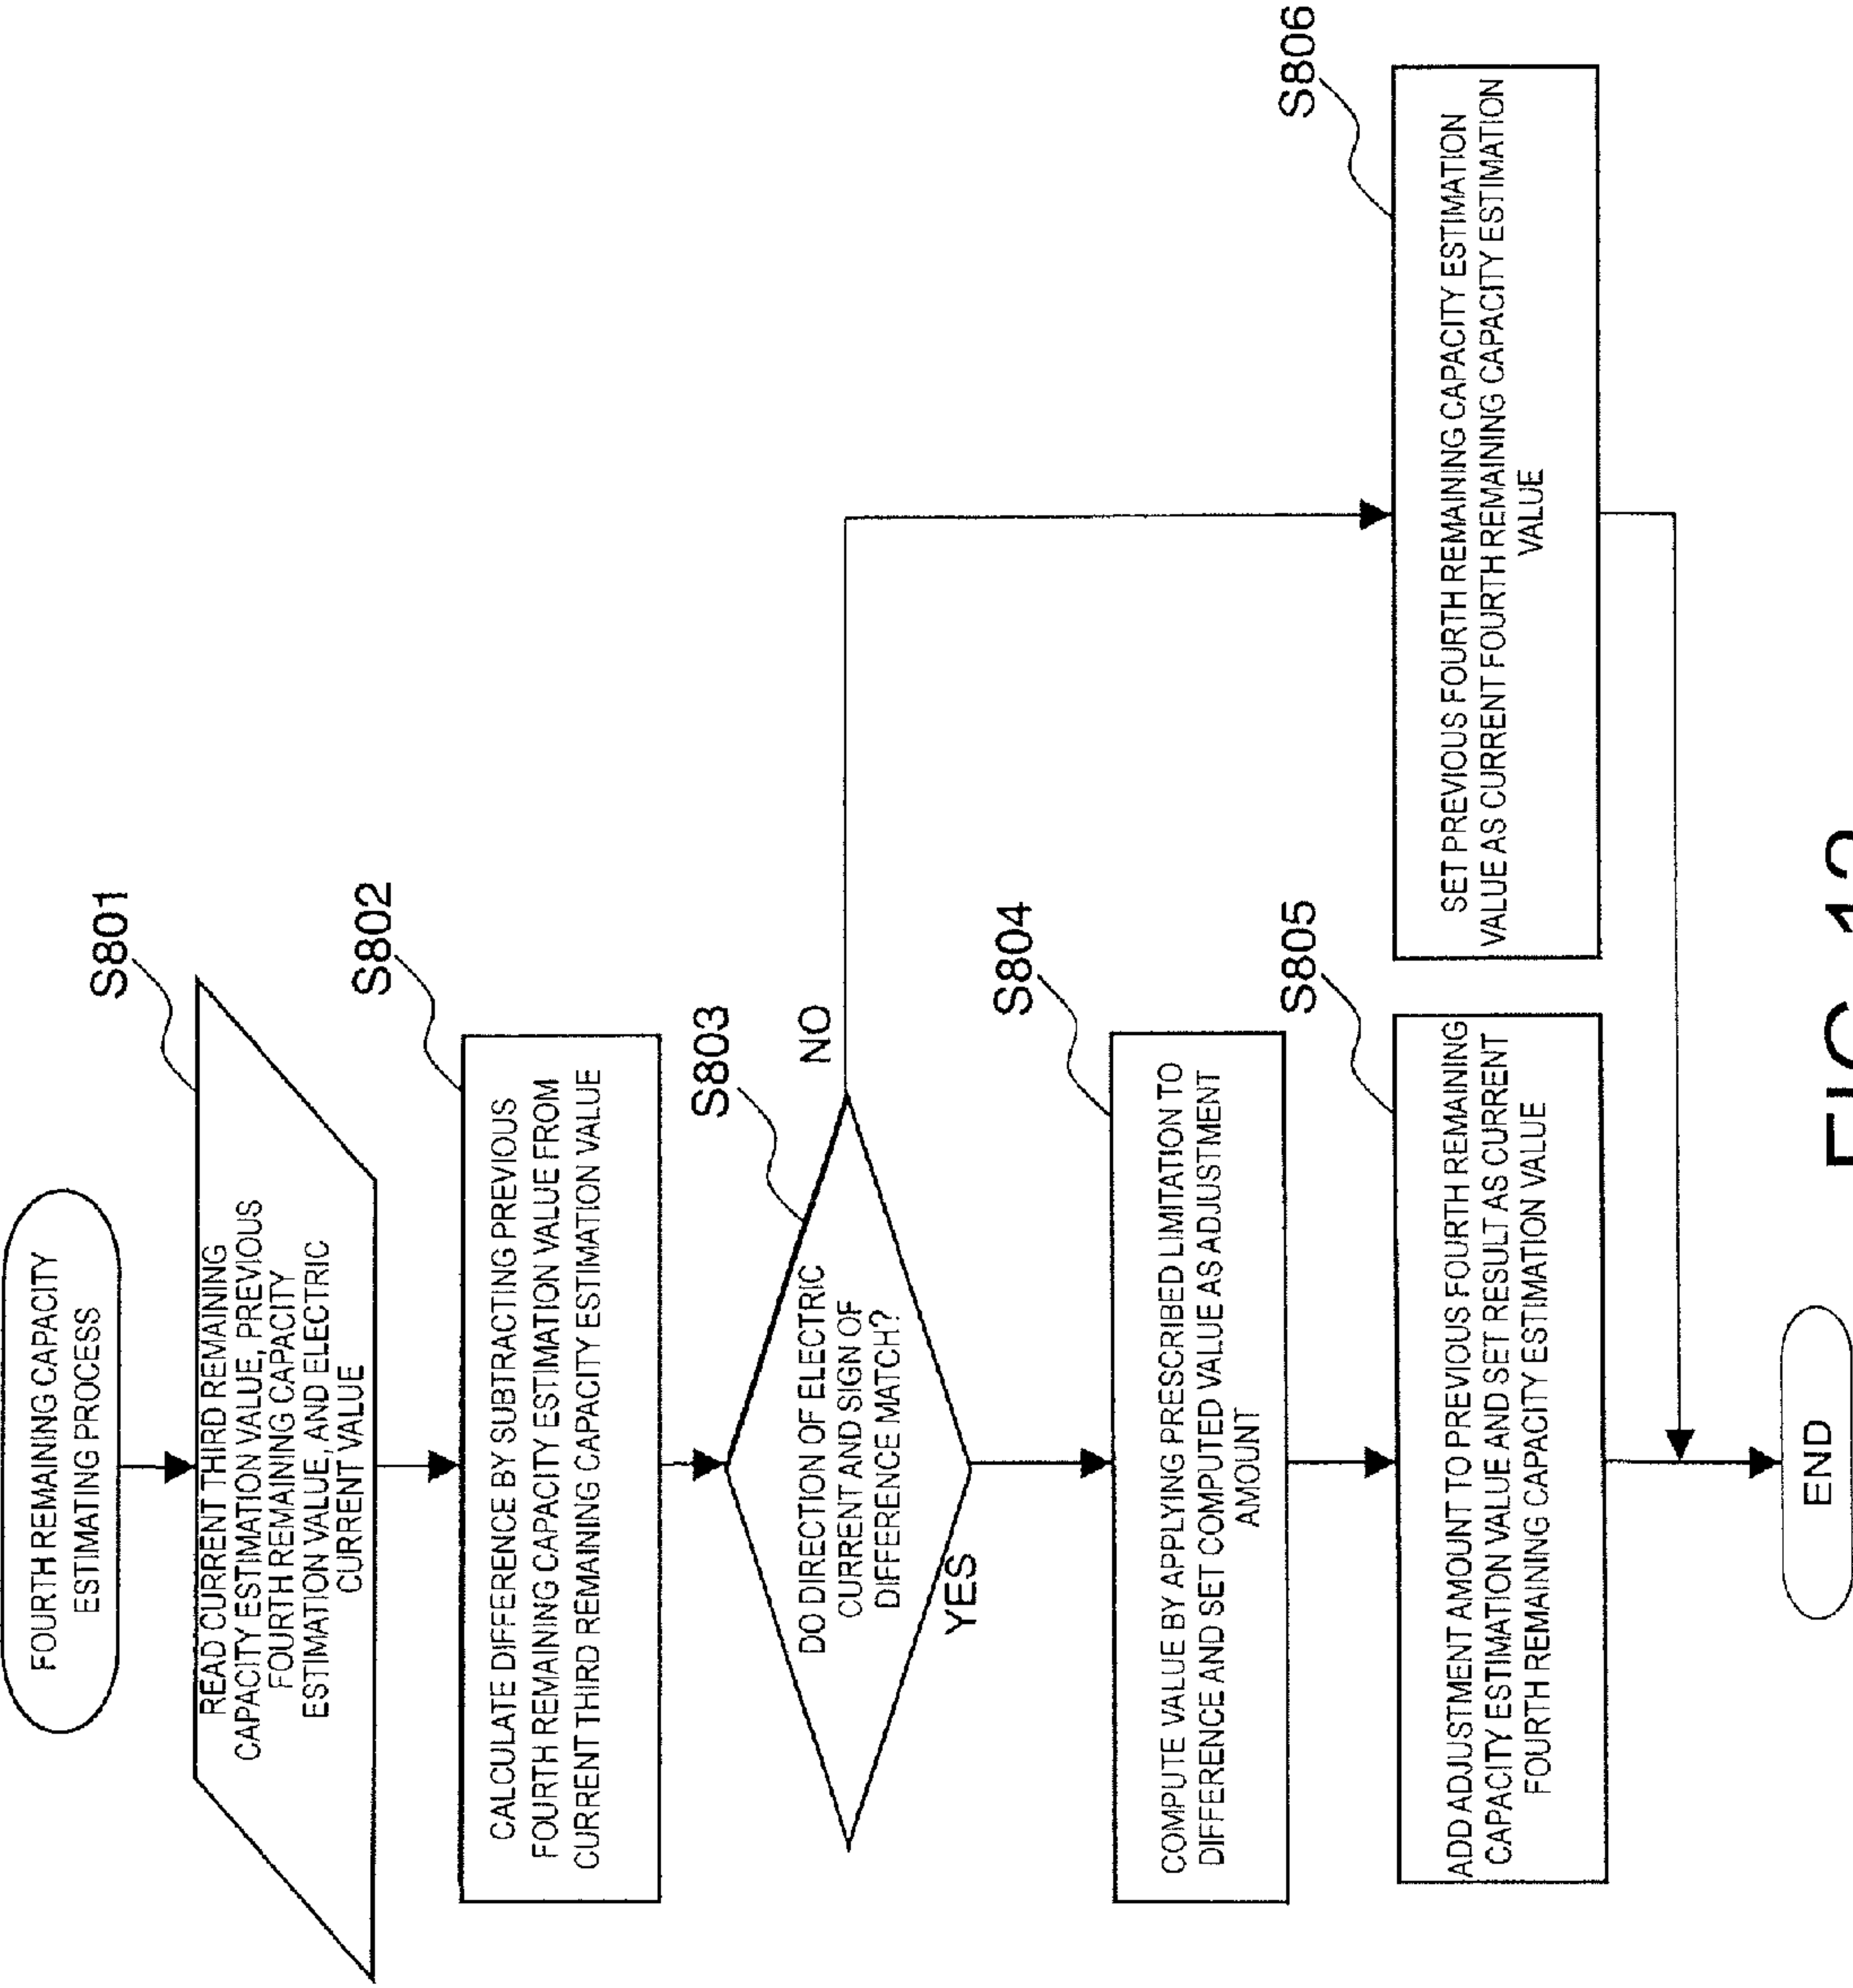 FOURTH REMAINING CAPACITY
ESTIMATING PROCESS
S801
READ CURRENT THIRD REMAINING
CAPACITY ESTIMATION VALUE, PREVIOUS
FOURTH REMAINING CAPACITY
ESTIMATION VALUE, AND ELECTRIC
CURRENT VALUE
S802
CALCULATE DIFFERENCE BY SUBTRACTING PREVIOUS
FOURTH REMAINING CAPACITY ESTIMATION VALUE FROM
CURRENT THIRD REMAINING CAPACITY ESTIMATION VALUE
S803
DO DIRECTION OF ELECTRIC
CURRENT AND SIGN OF
DIFFERENCE MATCH?
NO
YES
S804
COMPUTE VALUE BY APPLYING PRESCRIBED LIMITATION TO
DIFFERENCE AND SET COMPUTED VALUE AS ADJUSTMENT
AMOUNT
S805
ADD ADJUSTMENT AMOUNT TO PREVIOUS FOURTH REMAINING
CAPACITY ESTIMATION VALUE AND SET RESULT AS CURRENT
FOURTH REMAINING CAPACITY ESTIMATION VALUE
S806
SET PREVIOUS FOURTH REMAINING CAPACITY ESTIMATION
VALUE AS CURRENT FOURTH REMAINING CAPACITY ESTIMATION
VALUE
END